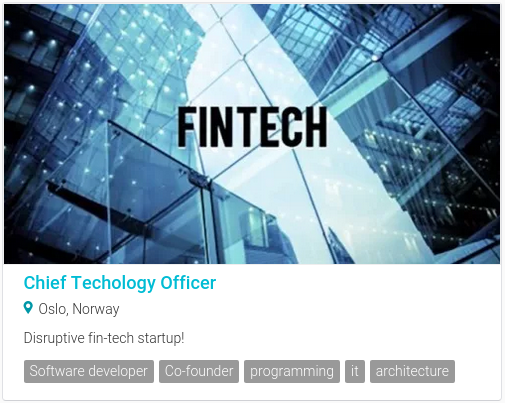 FINTECH
Chief Techology Officer
Oslo, Norway
Disruptive fin-tech startup!
Software developer Co-founder programming it architecture